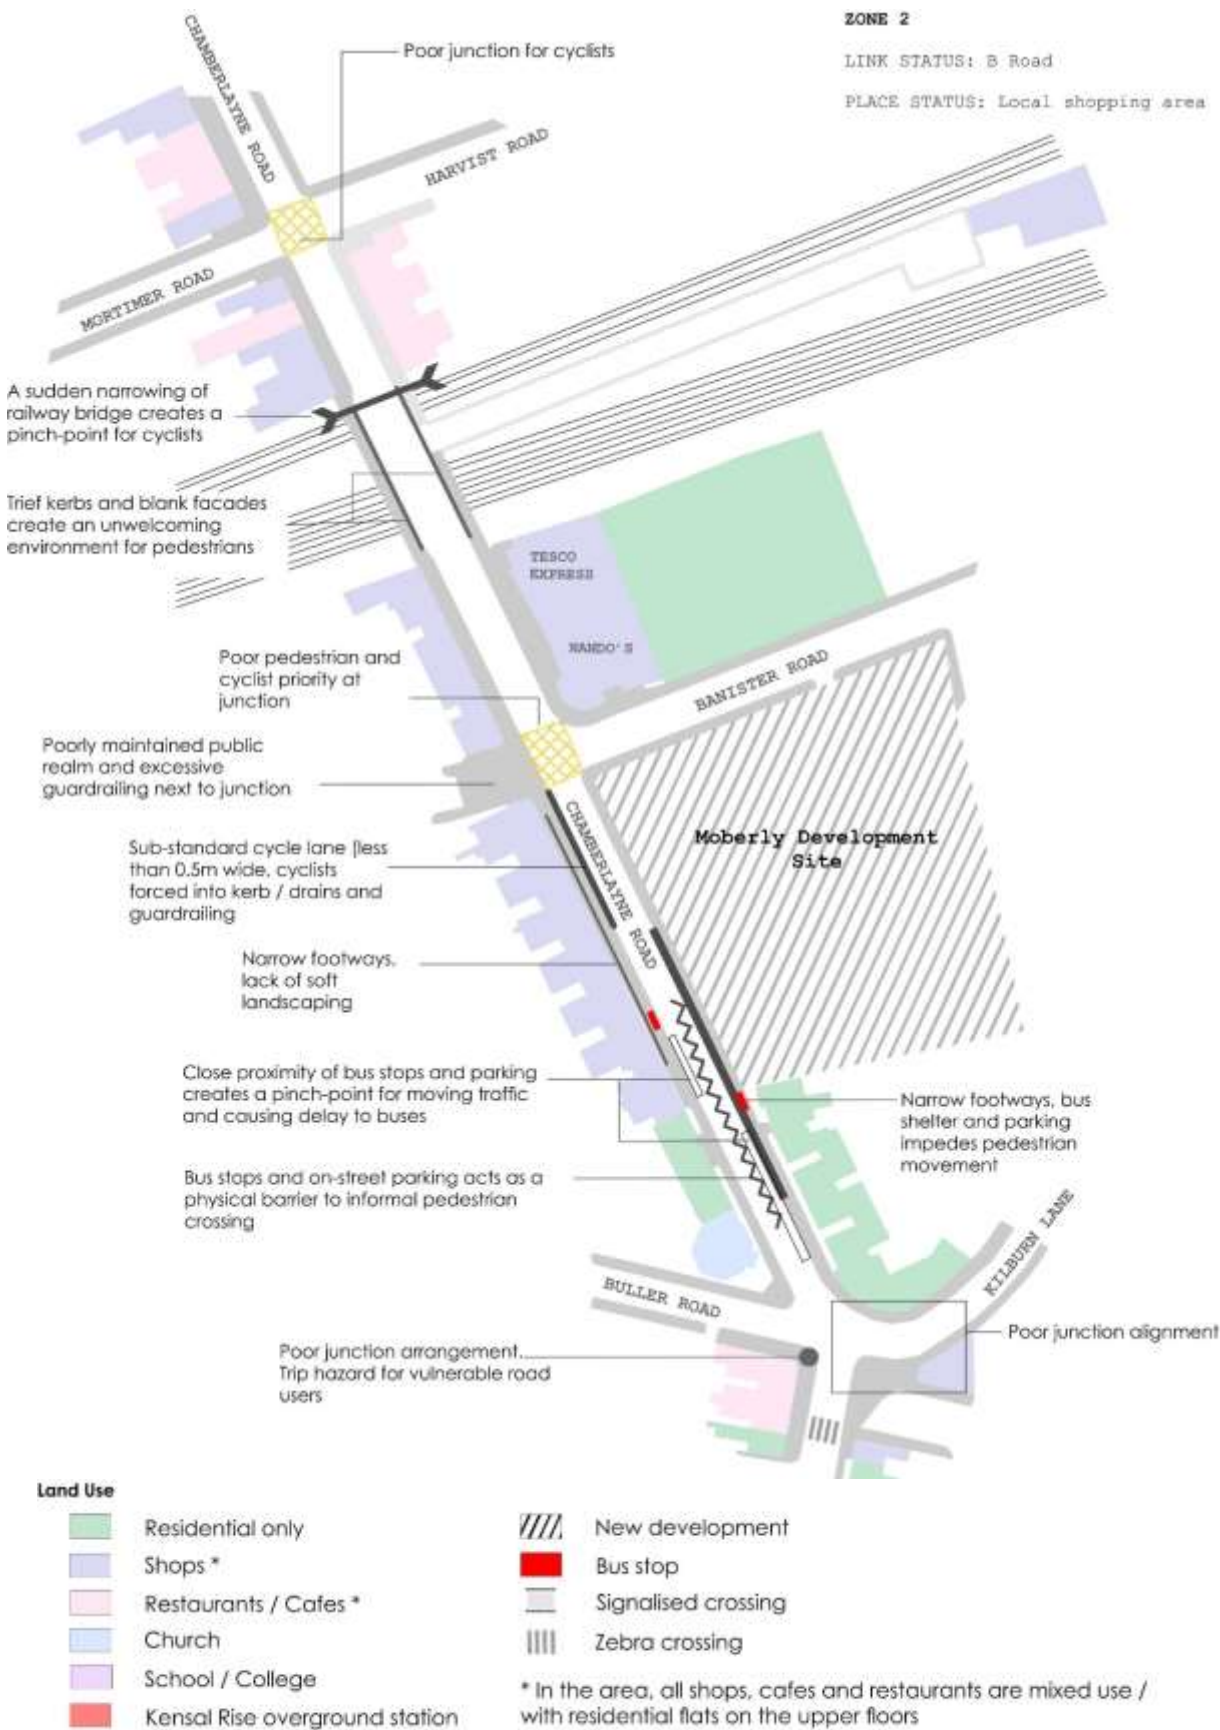 ZONE 2
LINK STATUS: B Road
PLACE STATUS: Local shopping area
CHAMBERLAYNE ROAD
Poor junction for cyclists
HARVIST ROAD
MORTIMER ROAD
A sudden narrowing of
railway bridge creates a
pinch-point for cyclists
Trief kerbs and blank facades
create an unwelcoming
environment for pedestrians
TESCO
EXPRESS
NANDO'S
Poor pedestrian and
cyclist priority at
junction
BANISTER ROAD
Poorly maintained public
realm and excessive
guardrailing next to junction
CHAMBERLAYNE ROAD
Moberly Development
Site
Sub-standard cycle lane (less
than 0.5m wide, cyclists
forced into kerb / drains and
guardrailing
Narrow footways,
lack of soft
landscaping
Close proximity of bus stops and parking
creates a pinch-point for moving traffic
and causing delay to buses
Narrow footways, bus
shelter and parking
impedes pedestrian
movement
Bus stops and on-street parking acts as a
physical barrier to informal pedestrian
crossing
KILBURN LANE
BULLER ROAD
Poor junction alignment
Poor junction arrangement.
Trip hazard for vulnerable road
users
Land Use
Residential only
Shops *
Restaurants / Cafes *
Church
School / College
Kensal Rise overground station
New development
Bus stop
Signalised crossing
Zebra crossing
* In the area, all shops, cafes and restaurants are mixed use /
with residential flats on the upper floors